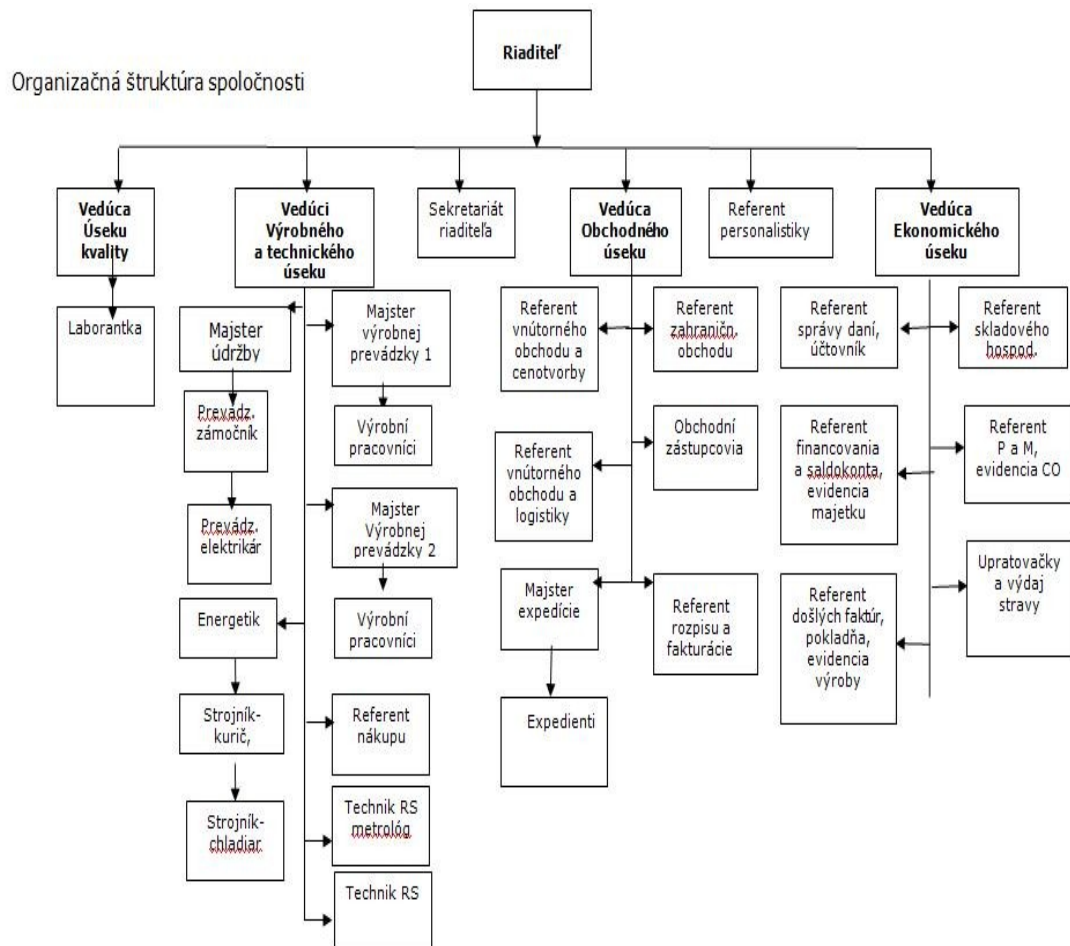 Riaditeľ
Organizačná štruktúra spoločnosti
Vedúca
Úseku
kvality
Vedúci
Výrobného
a technického
úseku
Sekretariát
riaditeľa
Vedúca
Obchodného
úseku
Referent
personalistiky
Vedúca
Ekonomického
úseku
Laborantka
Majster
údržby
Majster
výrobnej
prevádzky 1
Referent
vnútorného
obchodu a
cenotvorby
Referent
zahraničn.
obchodu
Referent
správy daní,
účtovník
Referent
skladového
hospod.
Prevádz.
zámočník
Výrobní
pracovníci
Referent
vnútorného
obchodu a
logistiky
Obchodní
zástupcovia
Referent
financovania
a saldokonta,
evidencia
majetku
Referent
P a M,
evidencia CO
Prevádz.
elektrikár
Majster
Výrobnej
prevádzky 2
Energetik
Výrobní
pracovníci
Majster
expedície
Referent
rozpisu a
fakturácie
Referent
došlých faktúr,
pokladňa,
evidencia
výroby
Upratovačky
a výdaj
stravy
Strojník-
kurič,
Referent
nákupu
Expedienti
Strojník-
chladiar
Technik RS
metrológ
Technik RS